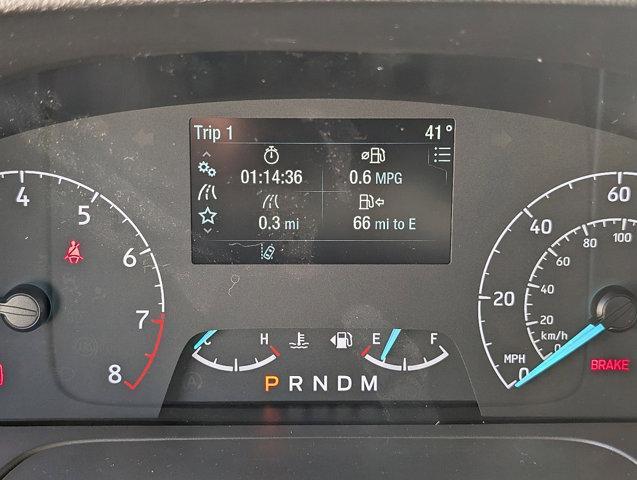 Trip 1 41°
01:14:36 0.6 MPG
0.3 mi 66 mi to E
4 5 6 7 8
C H E F
P R N D M
0 20 40 60
MPH
0 20 40 60 80 100
km/h
BRAKE